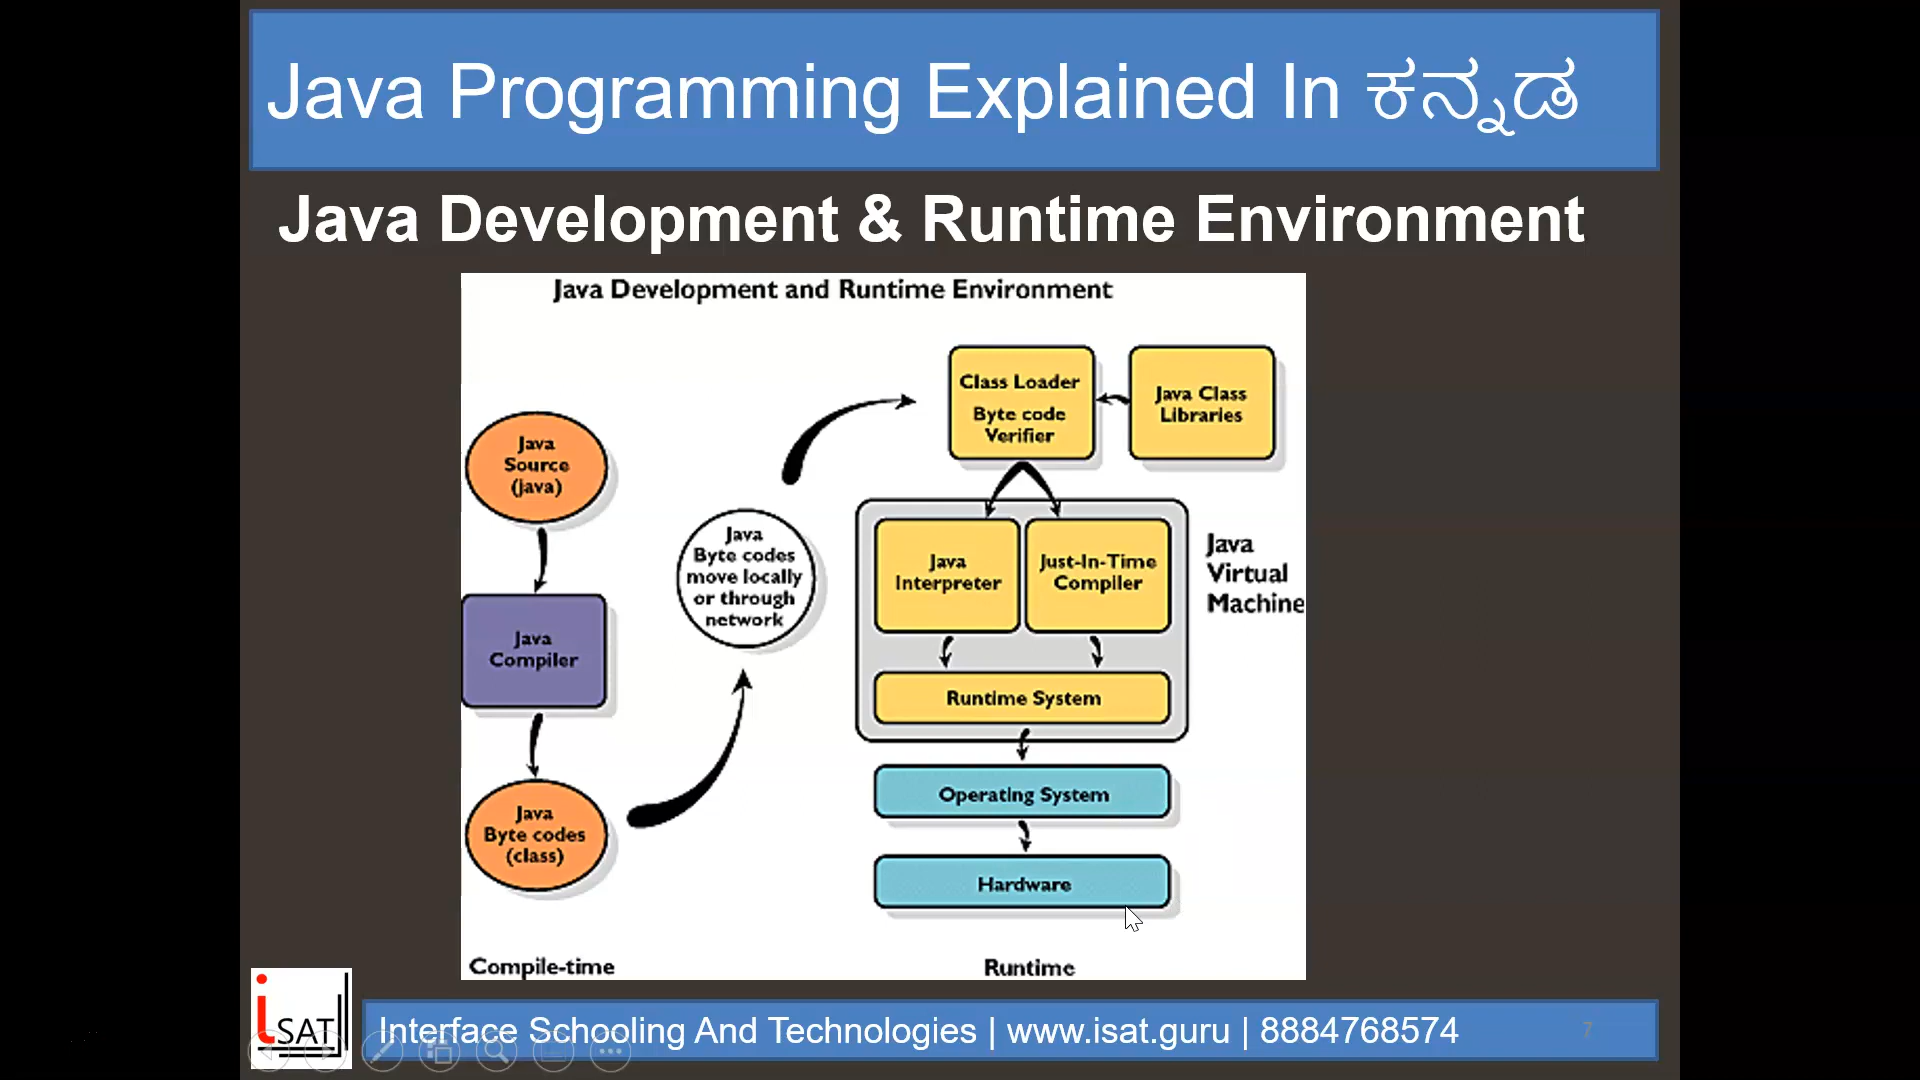 Java Programming Explained In ಕನ್ನಡ
Java Development & Runtime Environment
Java Development and Runtime Environment
Java
Source
(java)
Java
Compiler
Java
Byte codes
(class)
Compile-time
Java
Byte codes
move locally
or through
network
Class Loader
Byte code
Verifier
Java Class
Libraries
Java
Interpreter
Just-In-Time
Compiler
Runtime System
Java
Virtual
Machine
Operating System
Hardware
Runtime
iSAT
Interface Schooling And Technologies | www.isat.guru | 8884768574
7